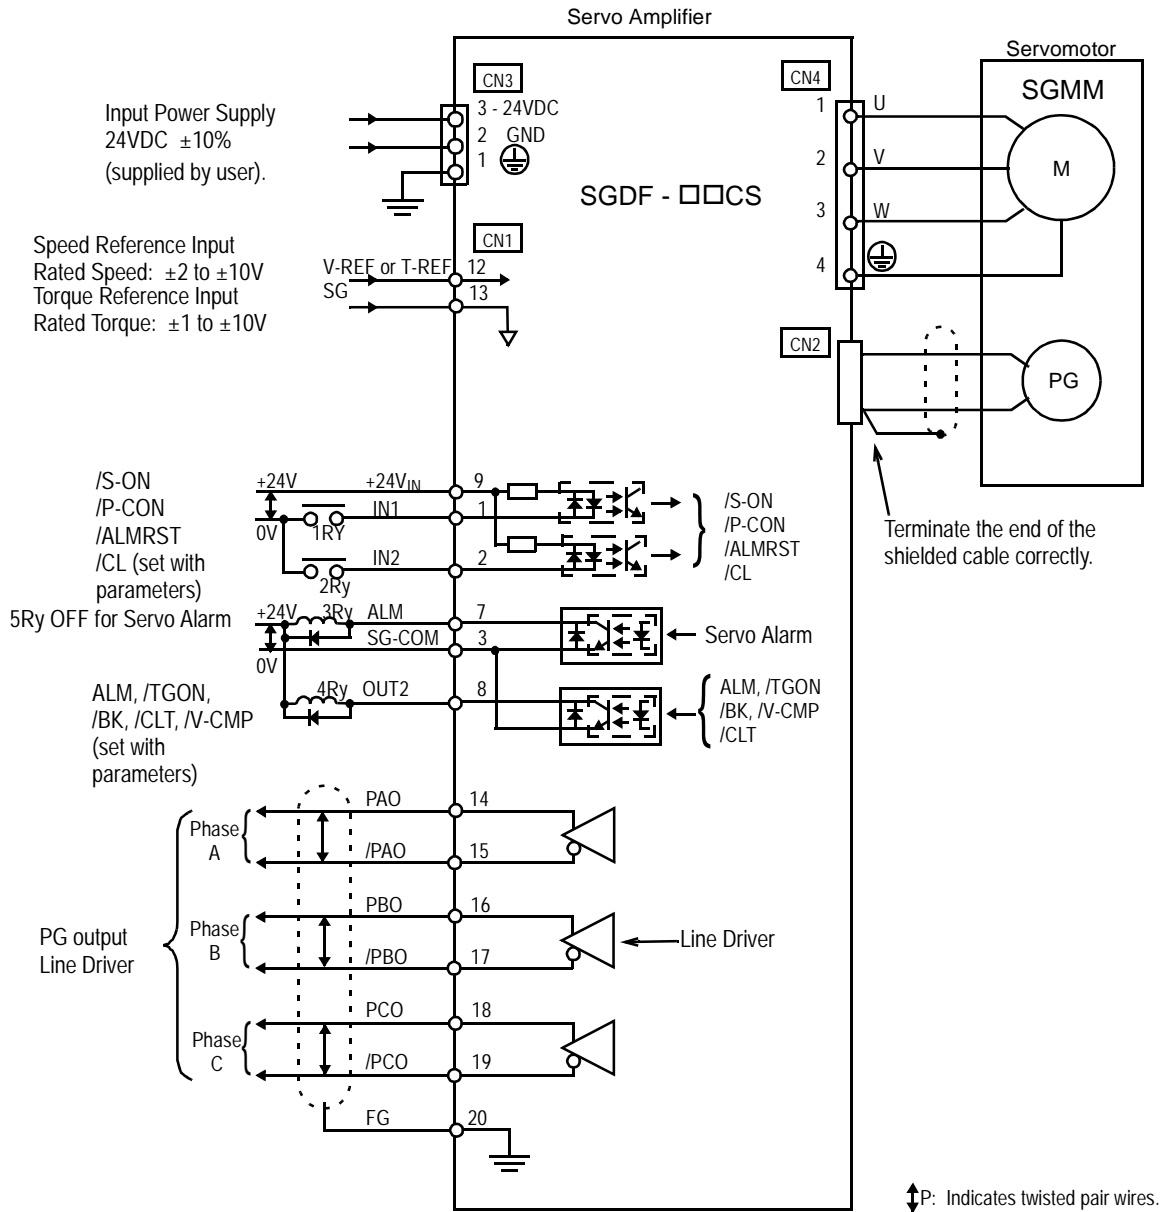 Servo Amplifier
Servomotor
SGMM
M
PG
CN3
3 - 24VDC
2 GND
1
Input Power Supply
24VDC ±10%
(supplied by user).
CN4
1 U
2 V
3 W
4
SGDF - □□CS
CN1
Speed Reference Input
Rated Speed: ±2 to ±10V
Torque Reference Input
Rated Torque: ±1 to ±10V
V-REF or T-REF 12
SG 13
CN2
Terminate the end of the
shielded cable correctly.
/S-ON
/P-CON
/ALMRST
/CL (set with
parameters)
+24V +24VIN 9
0V 1RY IN1 1
2Ry IN2 2
/S-ON
/P-CON
/ALMRST
/CL
5Ry OFF for Servo Alarm
+24V 3Ry ALM 7
SG-COM 3
0V
Servo Alarm
4Ry OUT2 8
ALM, /TGON,
/BK, /CLT, /V-CMP
(set with
parameters)
ALM, /TGON
/BK, /V-CMP
/CLT
PG output
Line Driver
Phase
A
PAO 14
/PAO 15
Phase
B
PBO 16
/PBO 17
Line Driver
Phase
C
PCO 18
/PCO 19
FG 20
P: Indicates twisted pair wires.